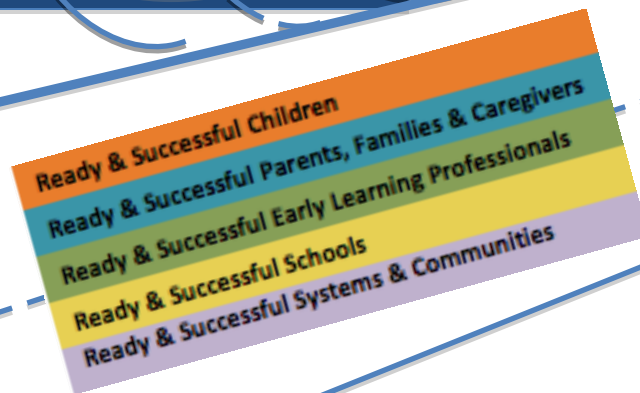 Ready & Successful Children
Ready & Successful Parents, Families & Caregivers
Ready & Successful Early Learning Professionals
Ready & Successful Schools
Ready & Successful Systems & Communities